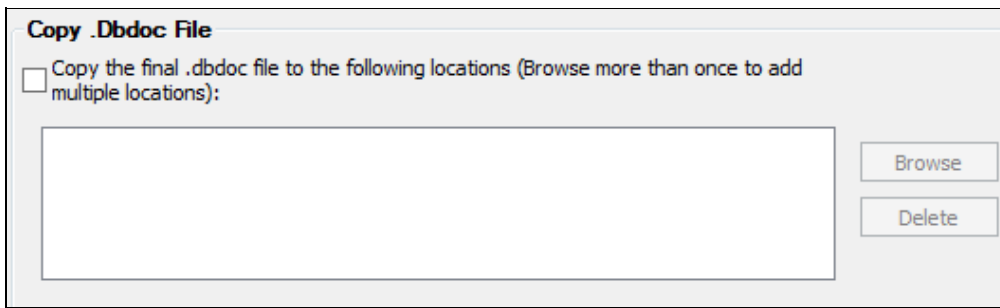 Copy .Dbdoc File
Copy the final .dbdoc file to the following locations (Browse more than once to add
multiple locations):
Browse
Delete